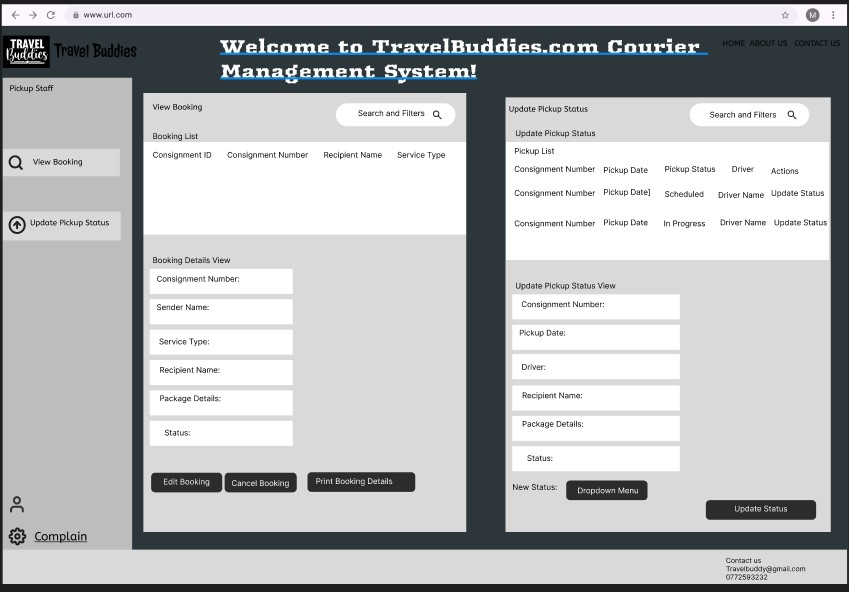 www.url.com
M
TRAVEL
Buddies
Travel Buddies
Welcome to TravelBuddies.com Courier
Management System!
HOME ABOUT US CONTACT US
Pickup Staff
View Booking
Update Pickup Status
Complain
View Booking
Search and Filters
Booking List
Consignment ID Consignment Number Recipient Name Service Type
Booking Details View
Consignment Number:
Sender Name:
Service Type:
Recipient Name:
Package Details:
Status:
Edit Booking Cancel Booking Print Booking Details
Update Pickup Status
Search and Filters
Update Pickup Status
Pickup List
Consignment Number Pickup Date Pickup Status Driver Actions
Consignment Number Pickup Date] Scheduled Driver Name Update Status
Consignment Number Pickup Date In Progress Driver Name Update Status
Update Pickup Status View
Consignment Number:
Pickup Date:
Driver:
Recipient Name:
Package Details:
Status:
New Status: Dropdown Menu
Update Status
Contact us
Travelbuddy@gmail.com
0772593232